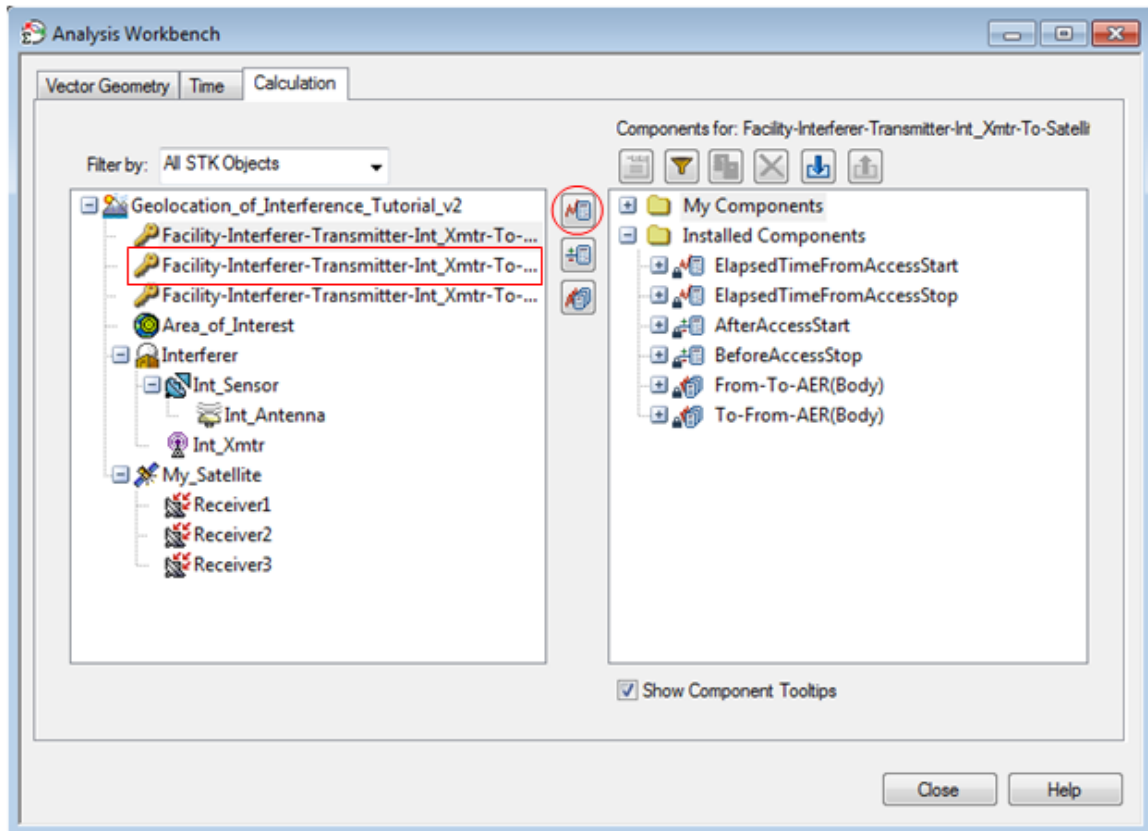 Analysis Workbench
Vector Geometry
Time
Calculation
Components for: Facility-Interferer-Transmitter-Int_Xmtr-To-Satelli
Filter by: All STK Objects
Geolocation_of_Interference_Tutorial_v2
Facility-Interferer-Transmitter-Int_Xmtr-To-...
Facility-Interferer-Transmitter-Int_Xmtr-To-...
Facility-Interferer-Transmitter-Int_Xmtr-To-...
Area_of_Interest
Interferer
Int_Sensor
Int_Antenna
Int_Xmtr
My_Satellite
Receiver1
Receiver2
Receiver3
My Components
Installed Components
ElapsedTimeFromAccessStart
ElapsedTimeFromAccessStop
AfterAccessStart
BeforeAccessStop
From-To-AER(Body)
To-From-AER(Body)
Show Component Tooltips
Close
Help